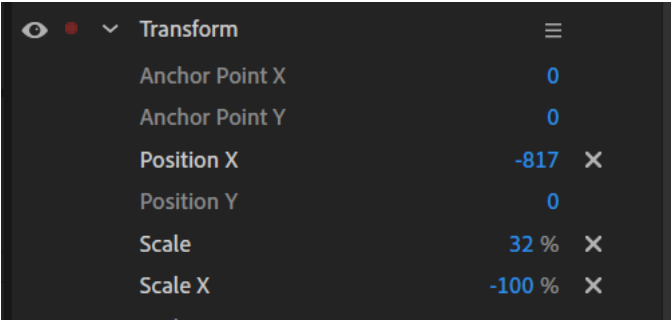 Transform
Anchor Point X 0
Anchor Point Y 0
Position X -817
Position Y 0
Scale 32 %
Scale X -100 %